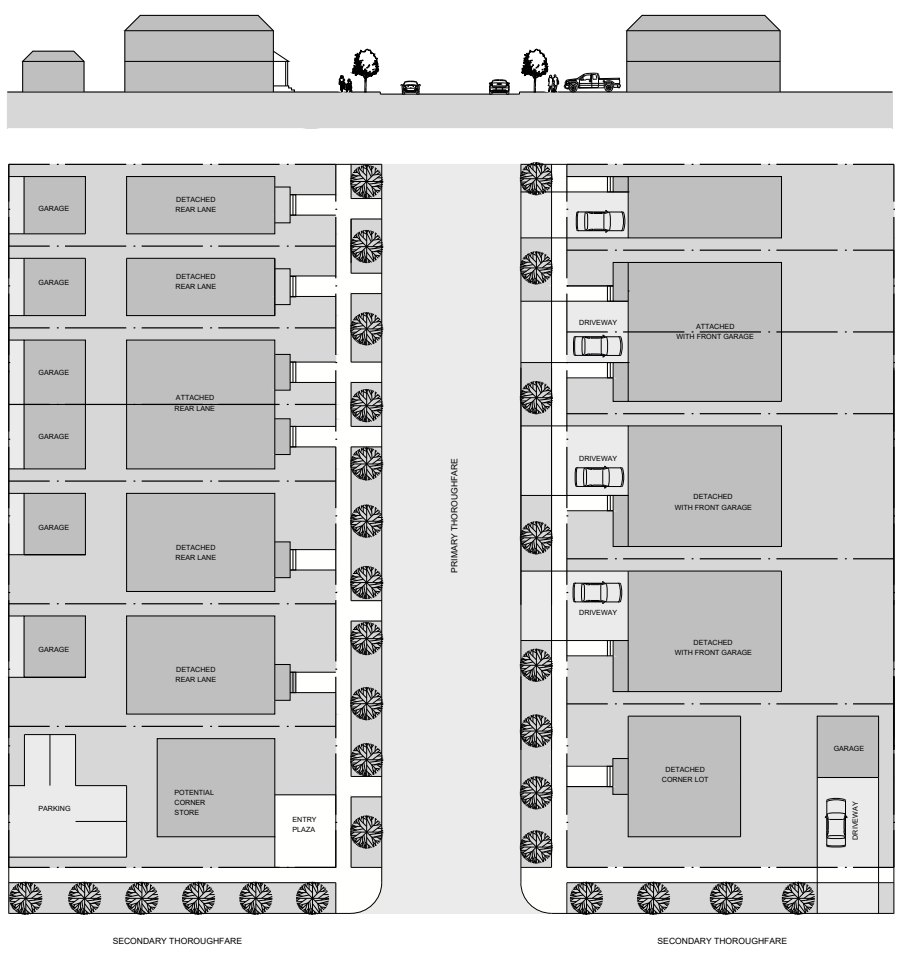 GARAGE
DETACHED
REAR LANE
GARAGE
DETACHED
REAR LANE
GARAGE
ATTACHED
REAR LANE
GARAGE
GARAGE
DETACHED
REAR LANE
GARAGE
DETACHED
REAR LANE
PARKING
POTENTIAL
CORNER
STORE
ENTRY
PLAZA
PRIMARY THOROUGHFARE
DRIVEWAY
ATTACHED
WITH FRONT GARAGE
DRIVEWAY
DETACHED
WITH FRONT GARAGE
DRIVEWAY
DETACHED
WITH FRONT GARAGE
DETACHED
CORNER LOT
GARAGE
DRIVEWAY
SECONDARY THOROUGHFARE
SECONDARY THOROUGHFARE